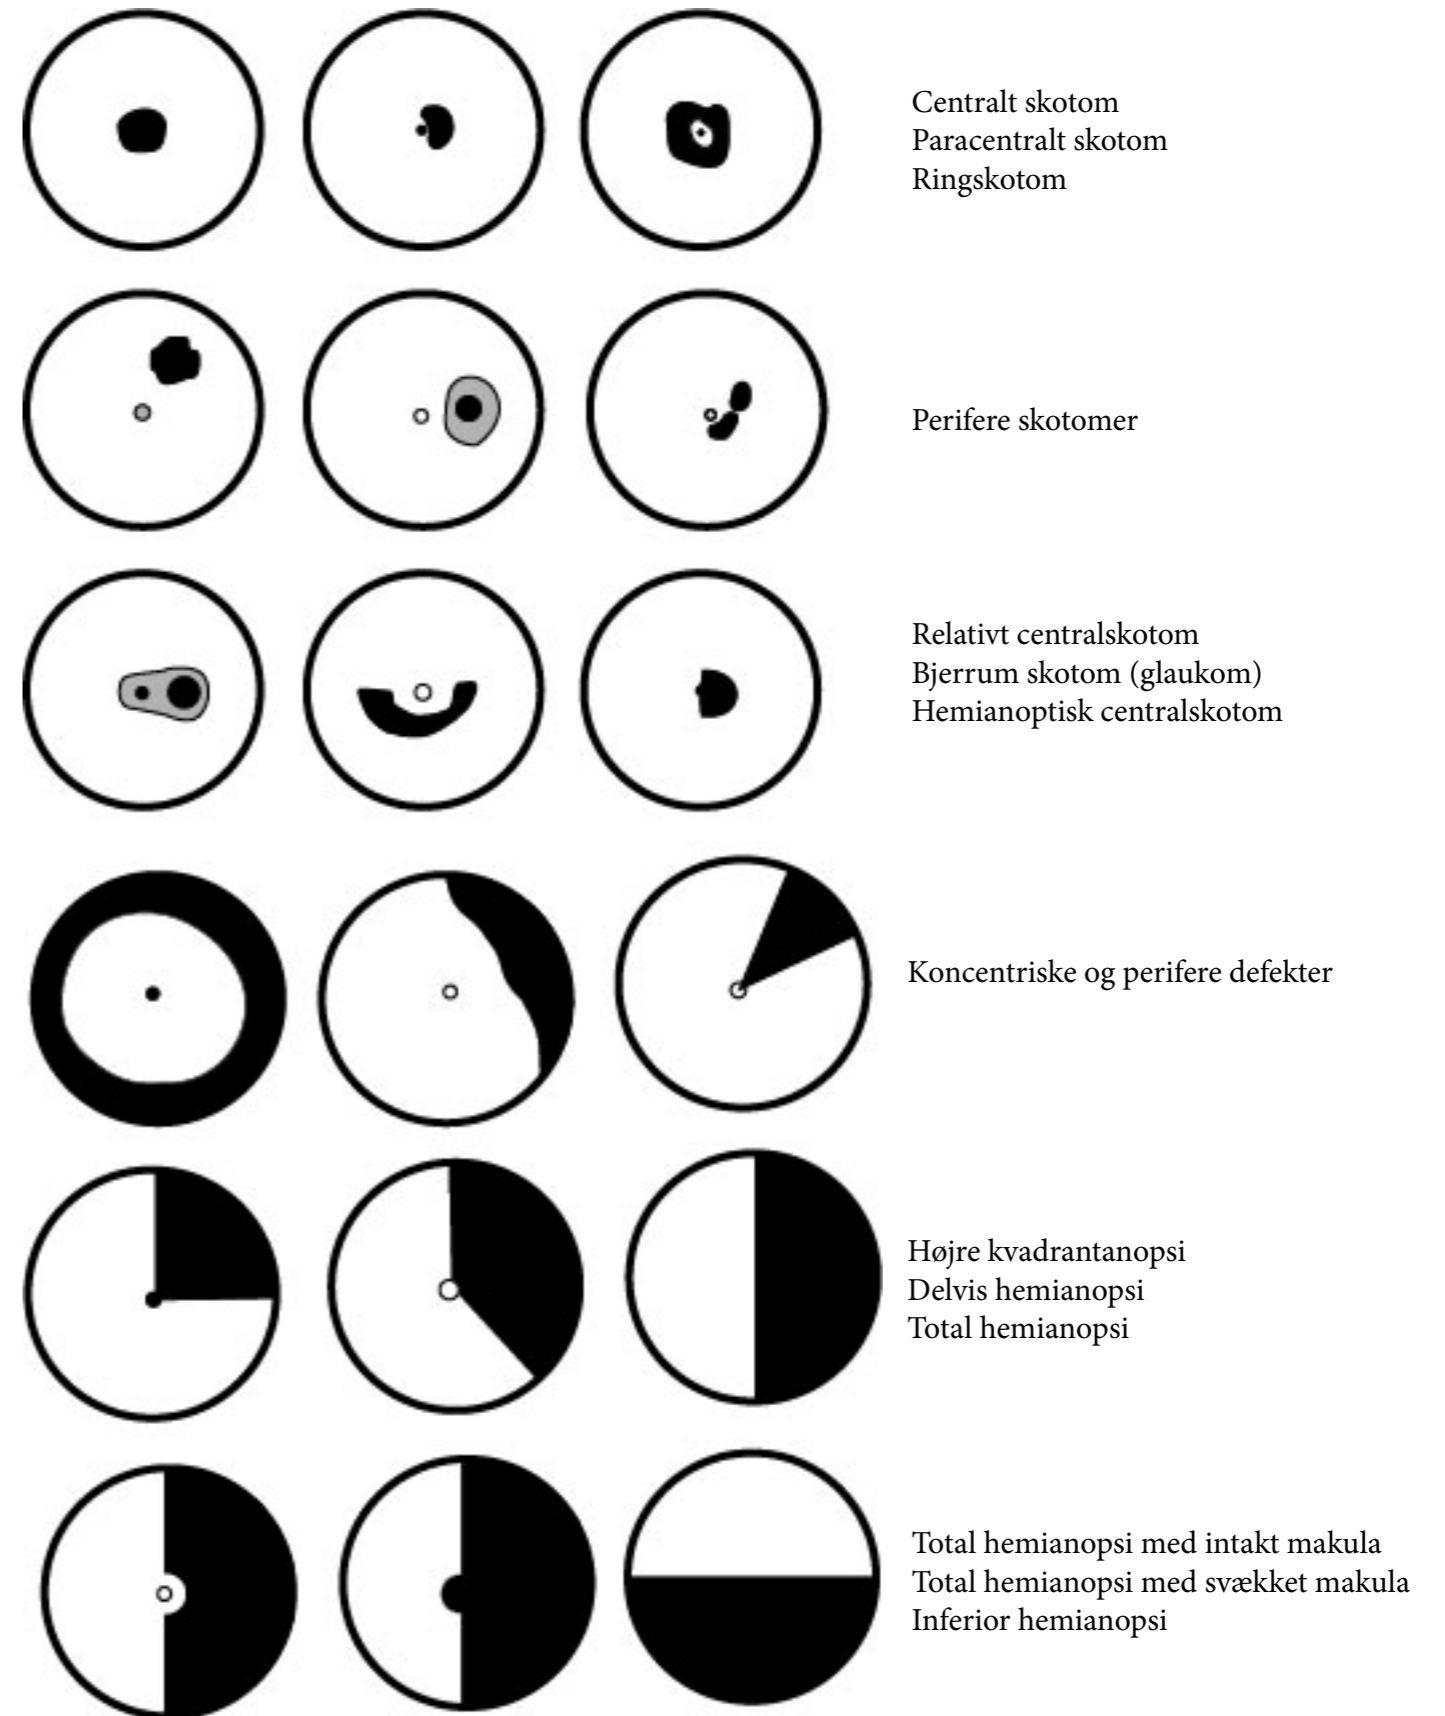 Centralt skotom
Paracentralt skotom
Ringskotom
Perifere skotomer
Relativt centralskotom
Bjerrum skotom (glaukom)
Hemianoptisk centralskotom
Koncentriske og perifere defekter
Højre kvadrantanopsi
Delvis hemianopsi
Total hemianopsi
Total hemianopsi med intakt makula
Total hemianopsi med svækket makula
Inferior hemianopsi